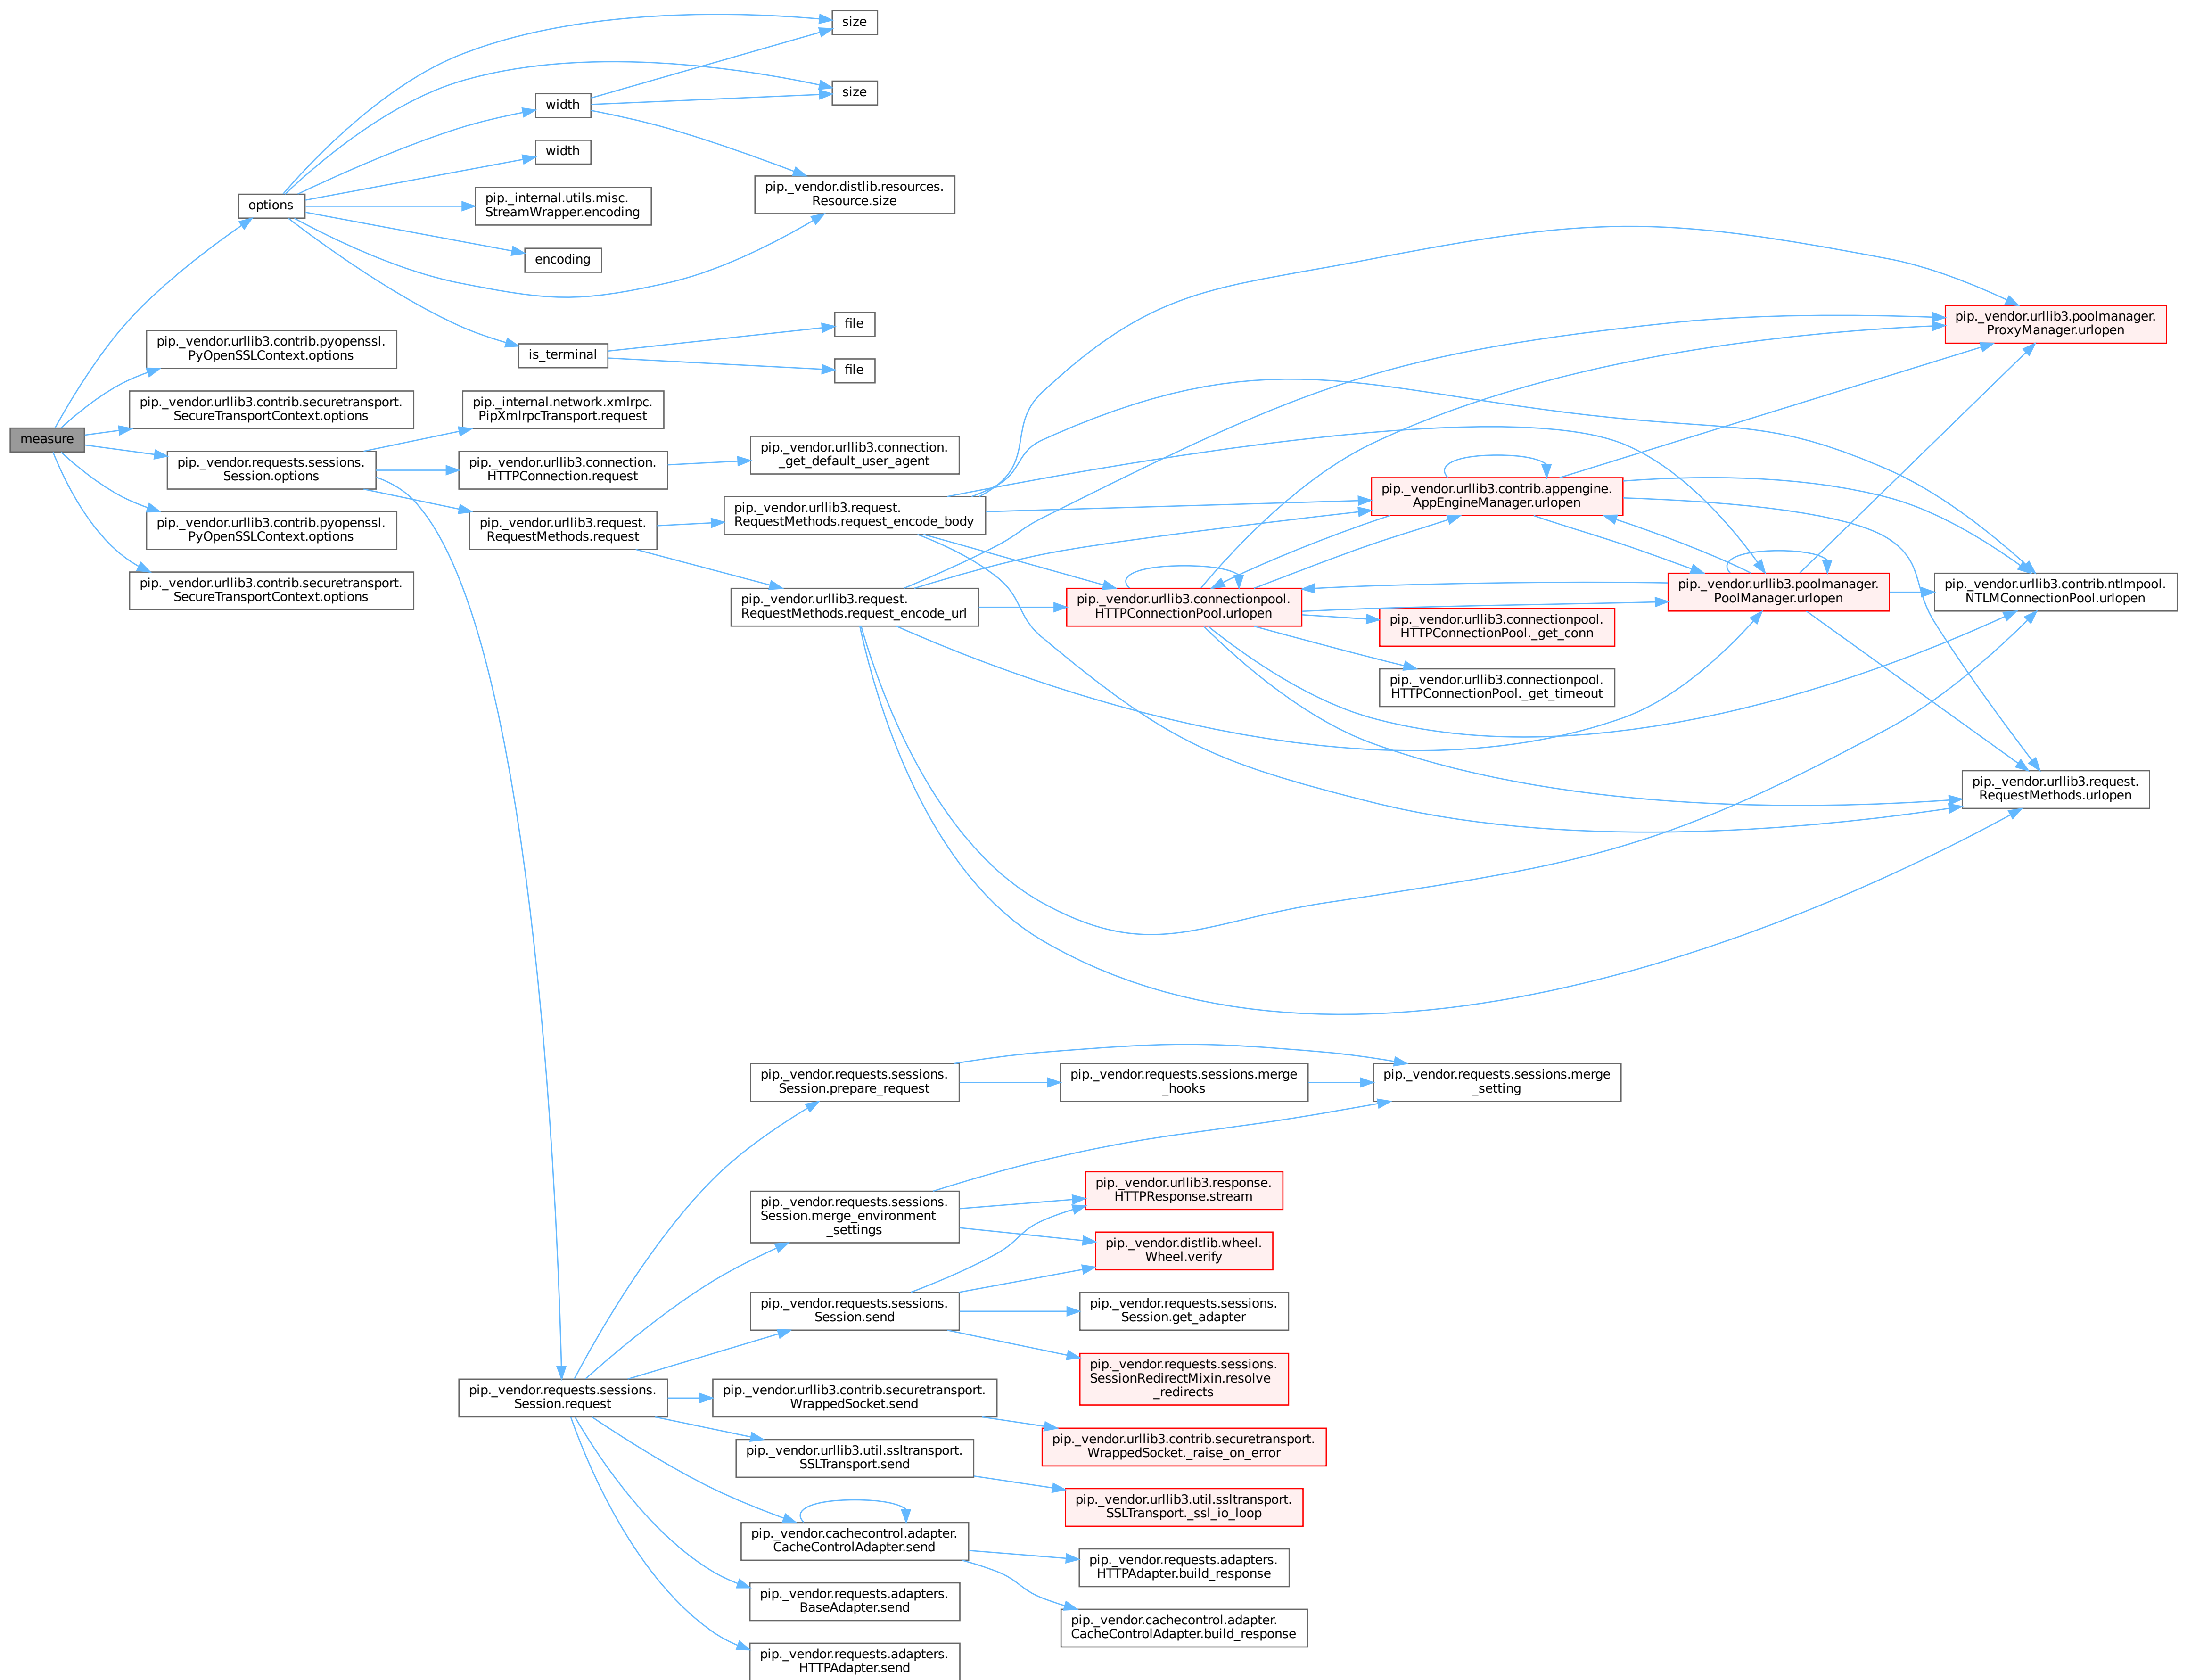 size
size
width
width
pip._vendor.distlib.resources.
Resource.size
options
pip._internal.utils.misc.
StreamWrapper.encoding
encoding
file
is_terminal
file
pip._vendor.urllib3.contrib.pyopenssl.
PyOpenSSLContext.options
pip._vendor.urllib3.contrib.securetransport.
SecureTransportContext.options
measure
pip._vendor.requests.sessions.
Session.options
pip._vendor.urllib3.contrib.pyopenssl.
PyOpenSSLContext.options
pip._vendor.urllib3.contrib.securetransport.
SecureTransportContext.options
pip._internal.network.xmlrpc.
PipXmlrpcTransport.request
pip._vendor.urllib3.connection.
HTTPConnection.request
pip._vendor.urllib3.connection.
_get_default_user_agent
pip._vendor.urllib3.request.
RequestMethods.request
pip._vendor.urllib3.request.
RequestMethods.request_encode_body
pip._vendor.urllib3.request.
RequestMethods.request_encode_url
pip._vendor.urllib3.connectionpool.
HTTPConnectionPool.urlopen
pip._vendor.urllib3.contrib.appengine.
AppEngineManager.urlopen
pip._vendor.urllib3.connectionpool.
HTTPConnectionPool._get_conn
pip._vendor.urllib3.connectionpool.
HTTPConnectionPool._get_timeout
pip._vendor.urllib3.poolmanager.
PoolManager.urlopen
pip._vendor.urllib3.poolmanager.
ProxyManager.urlopen
pip._vendor.urllib3.contrib.ntlmpool.
NTLMConnectionPool.urlopen
pip._vendor.urllib3.request.
RequestMethods.urlopen
pip._vendor.requests.sessions.
Session.prepare_request
pip._vendor.requests.sessions.merge
_hooks
pip._vendor.requests.sessions.merge
_setting
pip._vendor.requests.sessions.
Session.merge_environment
_settings
pip._vendor.urllib3.response.
HTTPResponse.stream
pip._vendor.distlib.wheel.
Wheel.verify
pip._vendor.requests.sessions.
Session.send
pip._vendor.requests.sessions.
Session.get_adapter
pip._vendor.requests.sessions.
SessionRedirectMixin.resolve
_redirects
pip._vendor.requests.sessions.
Session.request
pip._vendor.urllib3.contrib.securetransport.
WrappedSocket.send
pip._vendor.urllib3.contrib.securetransport.
WrappedSocket._raise_on_error
pip._vendor.urllib3.util.ssltransport.
SSLTransport.send
pip._vendor.urllib3.util.ssltransport.
SSLTransport._ssl_io_loop
pip._vendor.cachecontrol.adapter.
CacheControlAdapter.send
pip._vendor.requests.adapters.
HTTPAdapter.build_response
pip._vendor.cachecontrol.adapter.
CacheControlAdapter.build_response
pip._vendor.requests.adapters.
BaseAdapter.send
pip._vendor.requests.adapters.
HTTPAdapter.send